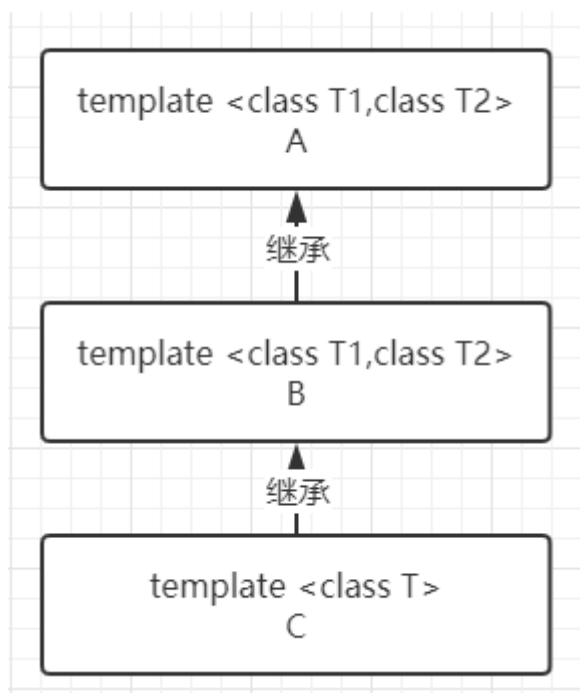 template <class T1,class T2>
A
继承
template <class T1,class T2>
B
继承
template <class T>
C